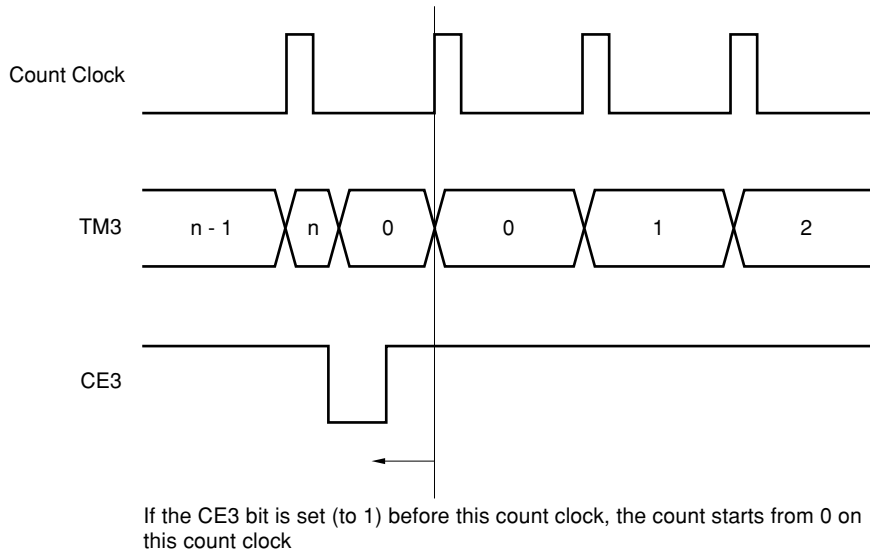 Count Clock
TM3
n - 1
n
0
0
1
2
CE3
If the CE3 bit is set (to 1) before this count clock, the count starts from 0 on
this count clock